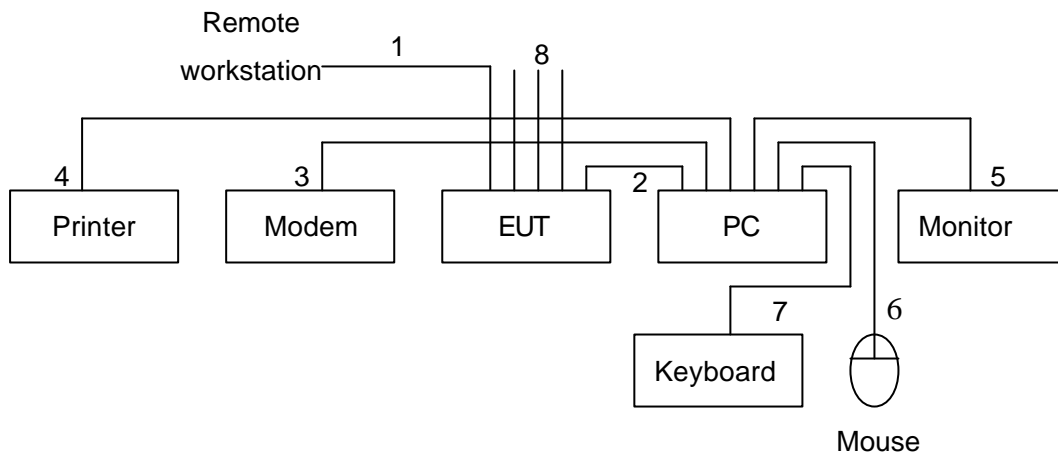 Remote
workstation
1
8
4
3
2
5
Printer
Modem
EUT
PC
Monitor
7
6
Keyboard
Mouse